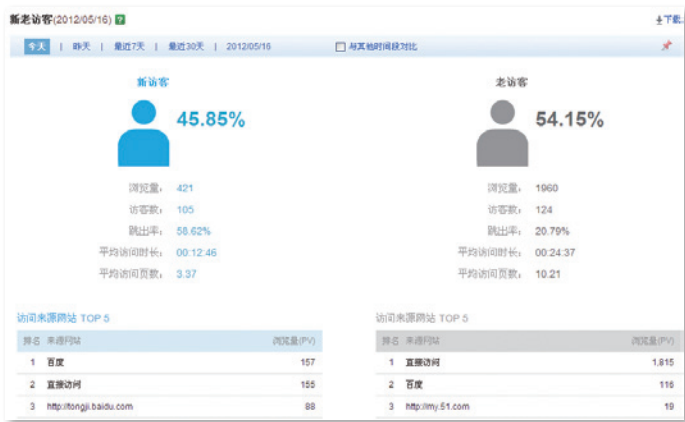 新老访客(2012/05/16) ?
下载
今天 | 昨天 | 最近7天 | 最近30天 | 2012/05/16 与其他时间段对比
新访客 老访客
45.85% 54.15%
浏览量: 421 浏览量: 1960
访客数: 105 访客数: 124
跳出率: 58.62% 跳出率: 20.79%
平均访问时长: 00:12:46 平均访问时长: 00:24:37
平均访问页数: 3.37 平均访问页数: 10.21
访问来源网站 TOP 5 访问来源网站 TOP 5
排名 来源网站 浏览量(PV) 排名 来源网站 浏览量(PV)
1 百度 157 1 直接访问 1,815
2 直接访问 155 2 百度 116
3 http://tongji.baidu.com 88 3 http://my.51.com 19